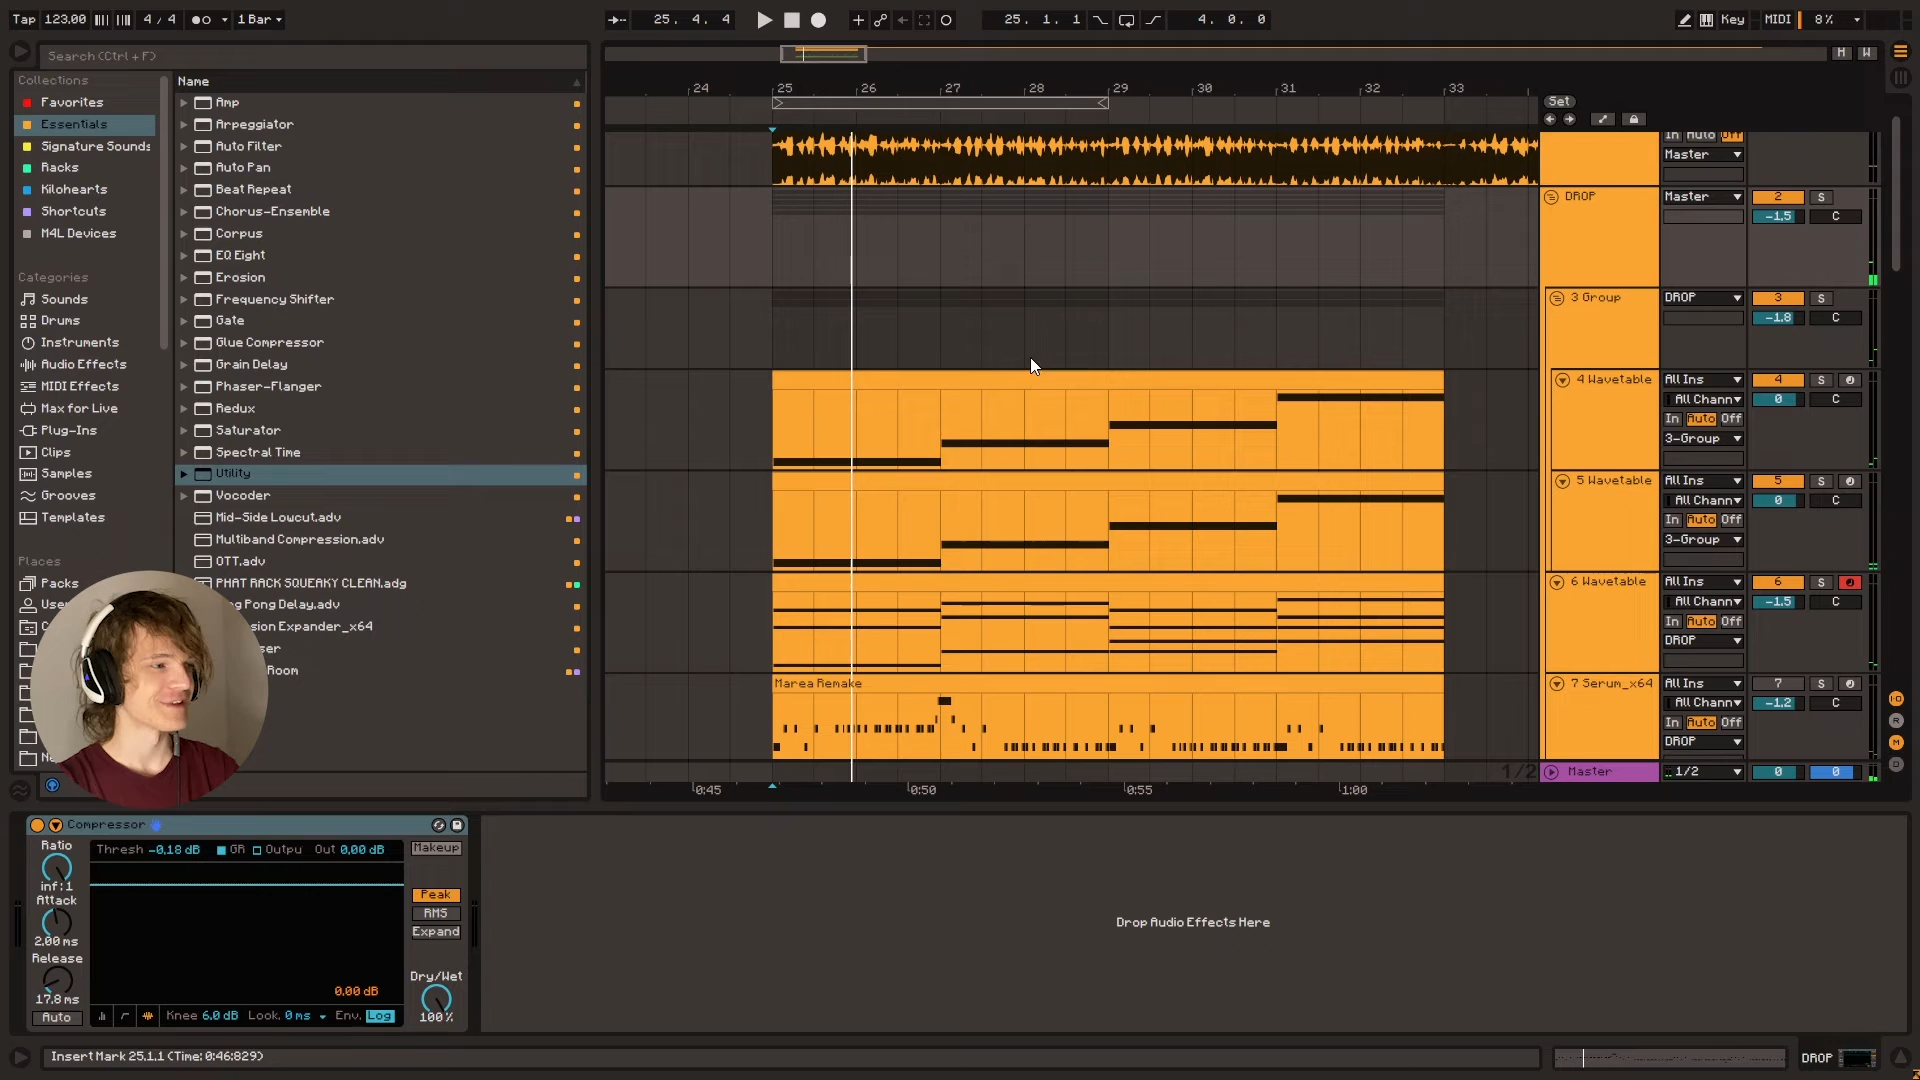 Tap 123.00 4 / 4 1 Bar 25. 4. 4 25. 1. 1 4. 0. 0 Key MIDI 8%
Search (Ctrl + F)
Collections
Favorites
Essentials
Signature Sounds
Racks
Kilohearts
Shortcuts
M4L Devices
Categories
Sounds
Drums
Instruments
Audio Effects
MIDI Effects
Max for Live
Plug-Ins
Clips
Samples
Grooves
Templates
Places
Packs
Name
Amp
Arpeggiator
Auto Filter
Auto Pan
Beat Repeat
Chorus-Ensemble
Corpus
EQ Eight
Erosion
Frequency Shifter
Gate
Glue Compressor
Grain Delay
Phaser-Flanger
Redux
Saturator
Spectral Time
Utility
Vocoder
Mid-Side Lowcut.adv
Multiband Compression.adv
OTT.adv
PHAT RACK SQUEAKY CLEAN.adg
Pong Delay.adv
Expander_x64
Room
H W
24 25 26 27 28 29 30 31 32 33
Set
In Auto Off
Master
DROP Master 2 S
-1.5 C
3 Group DROP 3 S
-1.8 C
4 Wavetable All Ins 4 S
All Chann 0 C
In Auto Off
3-Group
5 Wavetable All Ins 5 S
All Chann 0 C
In Auto Off
3-Group
6 Wavetable All Ins 6 S
All Chann -1.5 C
In Auto Off
DROP
Marea Remake
7 Serum_x64 All Ins 7 S
All Chann -1.2 C
In Auto Off
DROP
1/2 Master 1/2 0 0
0:45 0:50 0:55 1:00
Compressor
Ratio
inf:1
Attack
2.00 ms
Release
17.8 ms
Auto
Thresh -0.18 dB GR Outpu Out 0.00 dB
0.00 dB
Knee 6.0 dB Look. 0 ms Env. Log
Makeup
Peak
RMS
Expand
Dry/Wet
100%
Drop Audio Effects Here
Insert Mark 25.1.1 (Time: 0:46:829)
DROP